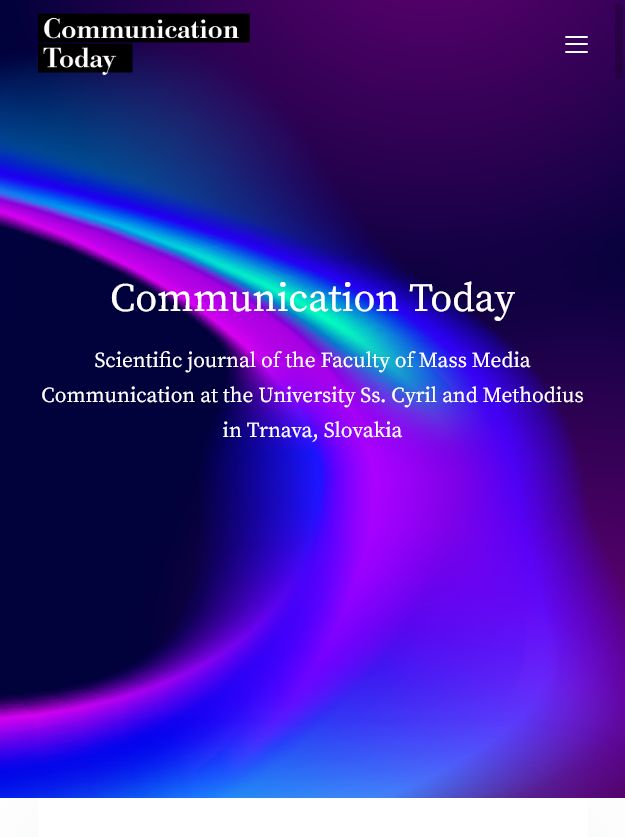 Communication
Today
Communication Today
Scientific journal of the Faculty of Mass Media
Communication at the University Ss. Cyril and Methodius
in Trnava, Slovakia